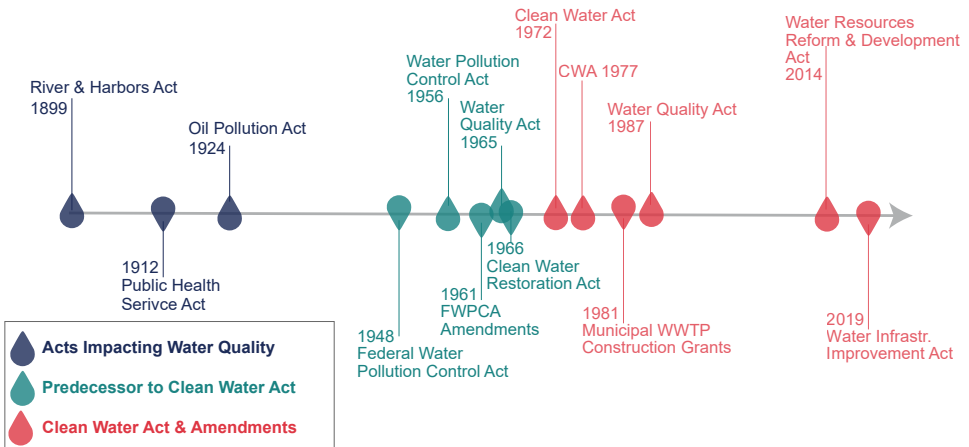 River & Harbors Act
1899
1912
Public Health
Serivce Act
Oil Pollution Act
1924
1948
Federal Water
Pollution Control Act
Water Pollution
Control Act
1956
1961
FWPCA
Amendments
Water
Quality Act
1965
1966
Clean Water
Restoration Act
Clean Water Act
1972
CWA 1977
1981
Municipal WWTP
Construction Grants
Water Quality Act
1987
Water Resources
Reform & Development
Act
2014
2019
Water Infrastr.
Improvement Act
Acts Impacting Water Quality
Predecessor to Clean Water Act
Clean Water Act & Amendments